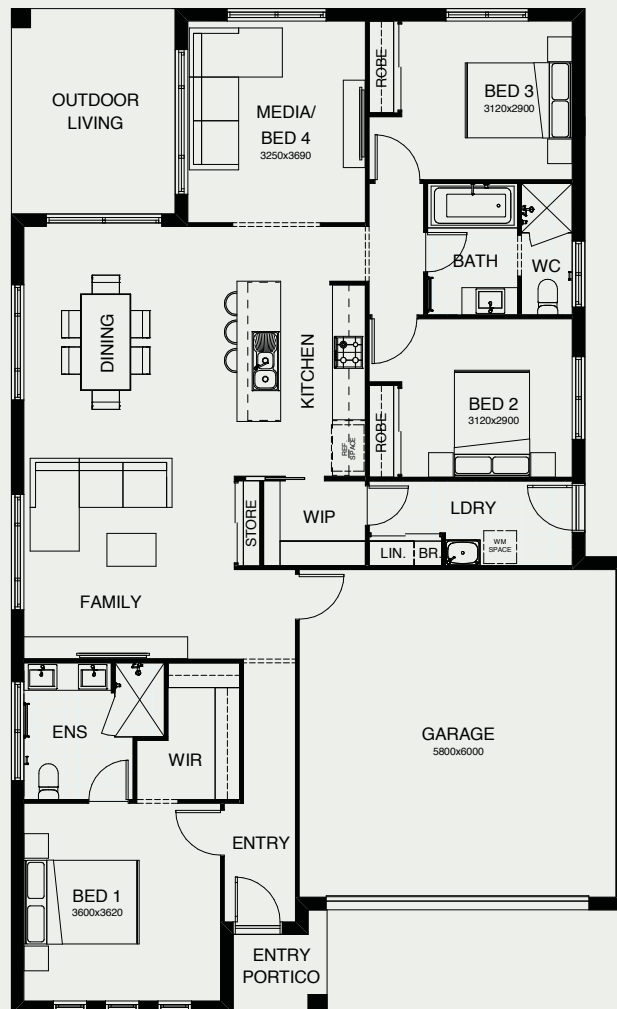 OUTDOOR
LIVING
MEDIA/
BED 4
3250x3690
ROBE
BED 3
3120x2900
BATH
WC
DINING
KITCHEN
REF.
SPACE
ROBE
BED 2
3120x2900
STORE
WIP
LDRY
LIN.
BR.
WM
SPACE
FAMILY
GARAGE
5800x6000
ENS
WIR
ENTRY
BED 1
3600x3620
ENTRY
PORTICO